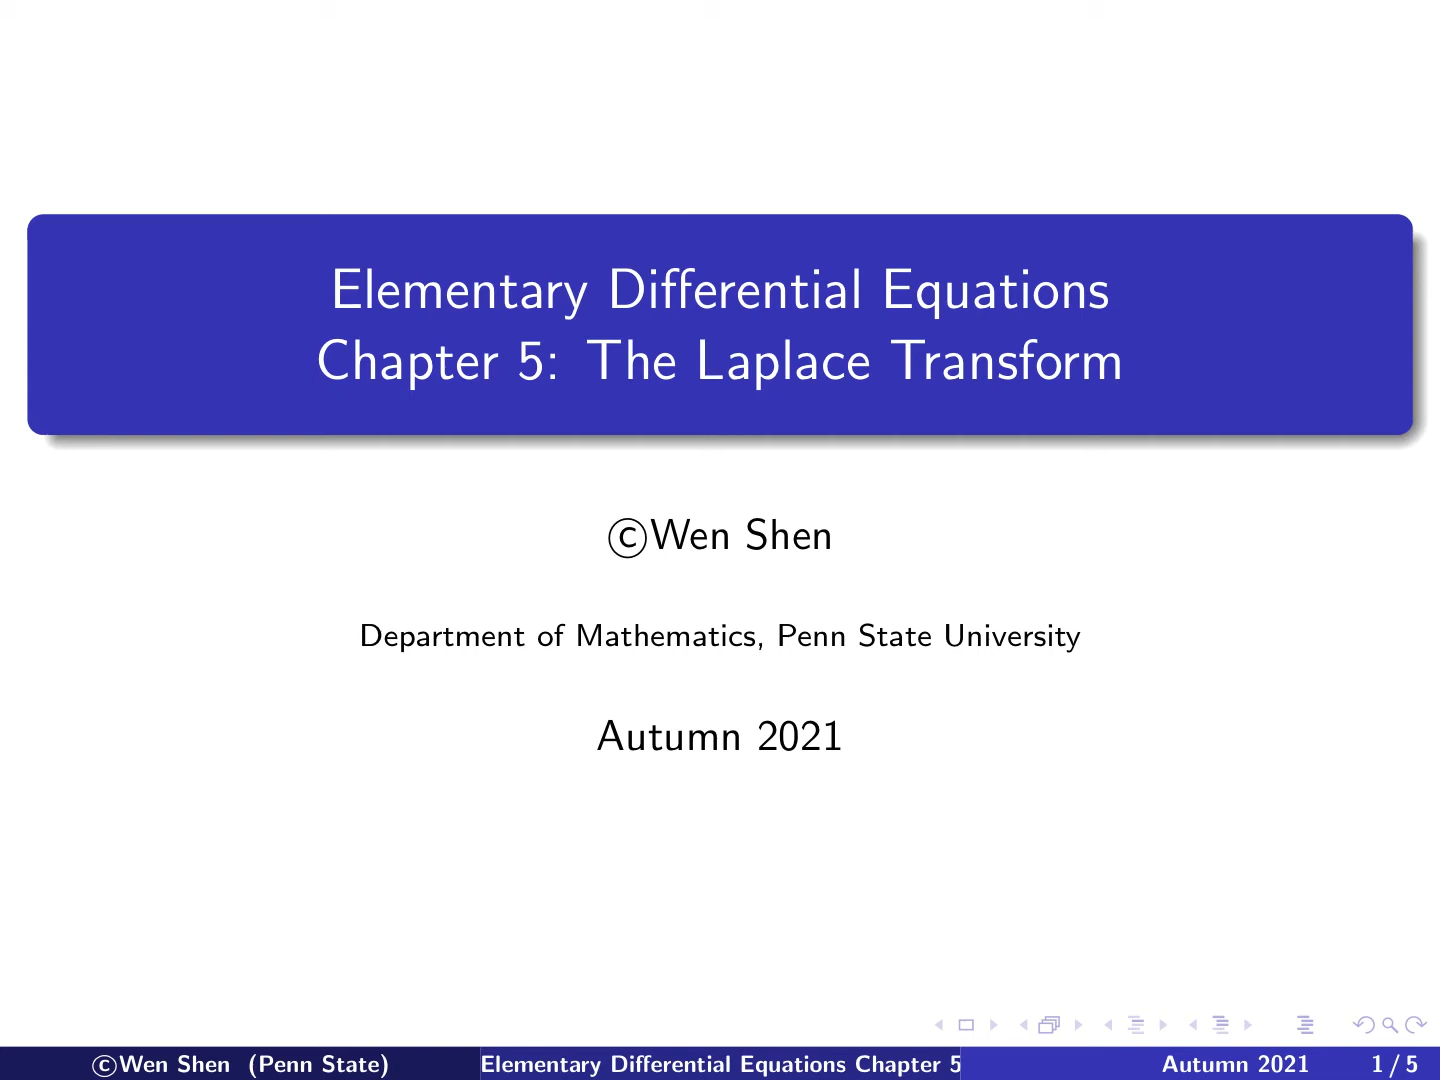 Elementary Differential Equations
Chapter 5: The Laplace Transform
©Wen Shen
Department of Mathematics, Penn State University
Autumn 2021
©Wen Shen (Penn State) Elementary Differential Equations Chapter 5 Autumn 2021 1 / 5